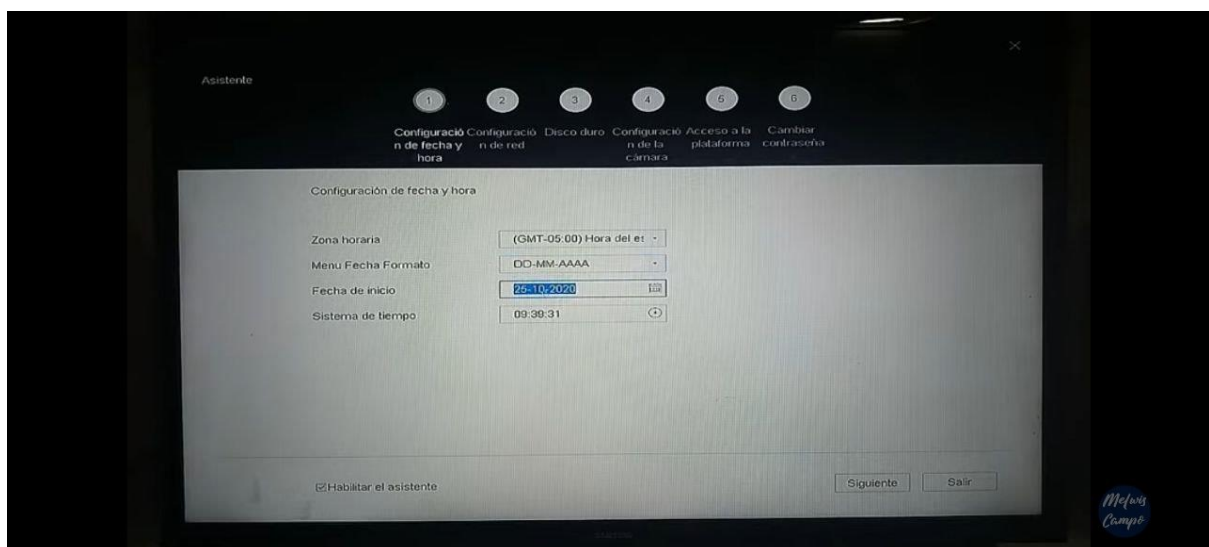 Asistente
1 2 3 4 5 6
Configuració Configuració Disco duro Configuració Acceso a la Cambiar
n de fecha y n de red n de la plataforma contraseña
hora cámara
Configuración de fecha y hora
Zona horaria (GMT-05:00) Hora del es
Menu Fecha Formato DD-MM-AAAA
Fecha de inicio 25-10-2020
Sistema de tiempo 09:39:31
Habilitar el asistente Siguiente Salir
Mefwis
Campo